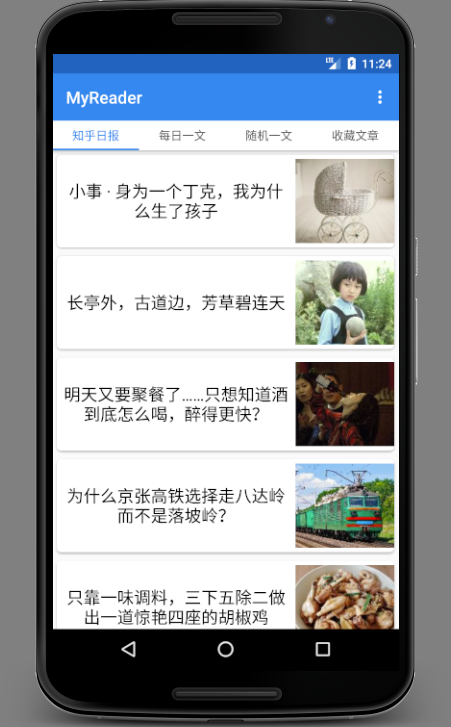 LTE 11:24
MyReader
知乎日报 每日一文 随机一文 收藏文章
小事 · 身为一个丁克，我为什
么生了孩子
长亭外，古道边，芳草碧连天
明天又要聚餐了……只想知道酒
到底怎么喝，醉得更快？
为什么京张高铁选择走八达岭
而不是落坡岭？
只靠一味调料，三下五除二做
出一道惊艳四座的胡椒鸡